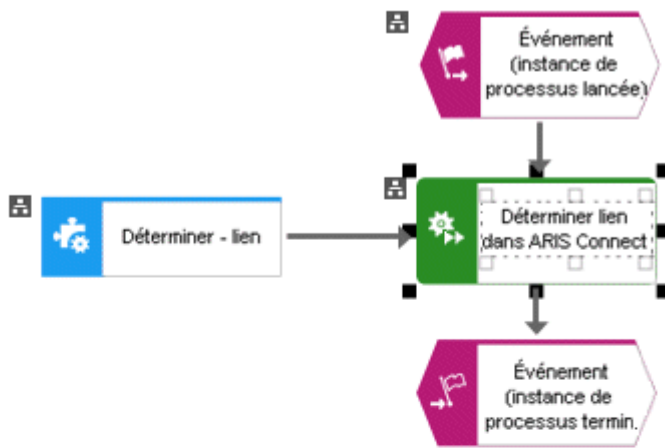 Événement
(instance de
processus lancée)
Déterminer - lien
Déterminer lien
dans ARIS Connect
Événement
(instance de
processus termin.